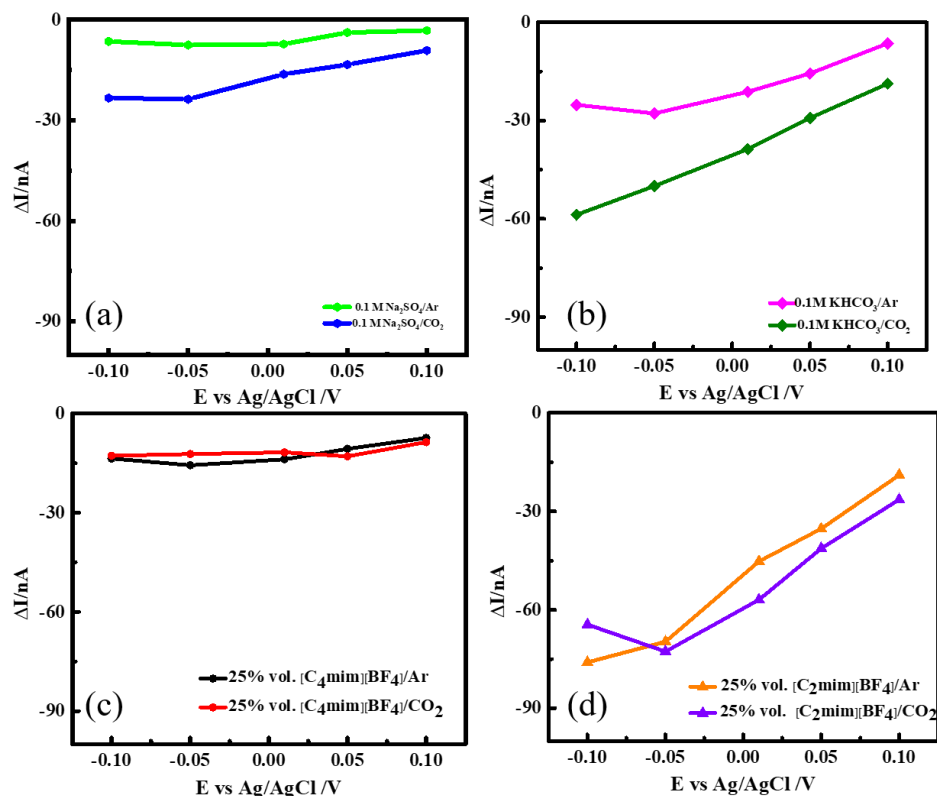 0
-30
-60
-90
ΔI/nA
(a)
0.1 M Na₂SO₄/Ar
0.1 M Na₂SO₄/CO₂
-0.10 -0.05 0.00 0.05 0.10
E vs Ag/AgCl /V
0
-30
-60
-90
ΔI/nA
(b)
0.1M KHCO₃/Ar
0.1M KHCO₃/CO₂
-0.10 -0.05 0.00 0.05 0.10
E vs Ag/AgCl /V
0
-30
-60
-90
ΔI/nA
(c)
25% vol. [C₄mim][BF₄]/Ar
25% vol. [C₄mim][BF₄]/CO₂
-0.10 -0.05 0.00 0.05 0.10
E vs Ag/AgCl /V
0
-30
-60
-90
ΔI/nA
(d)
25% vol. [C₂mim][BF₄]/Ar
25% vol. [C₂mim][BF₄]/CO₂
-0.10 -0.05 0.00 0.05 0.10
E vs Ag/AgCl /V